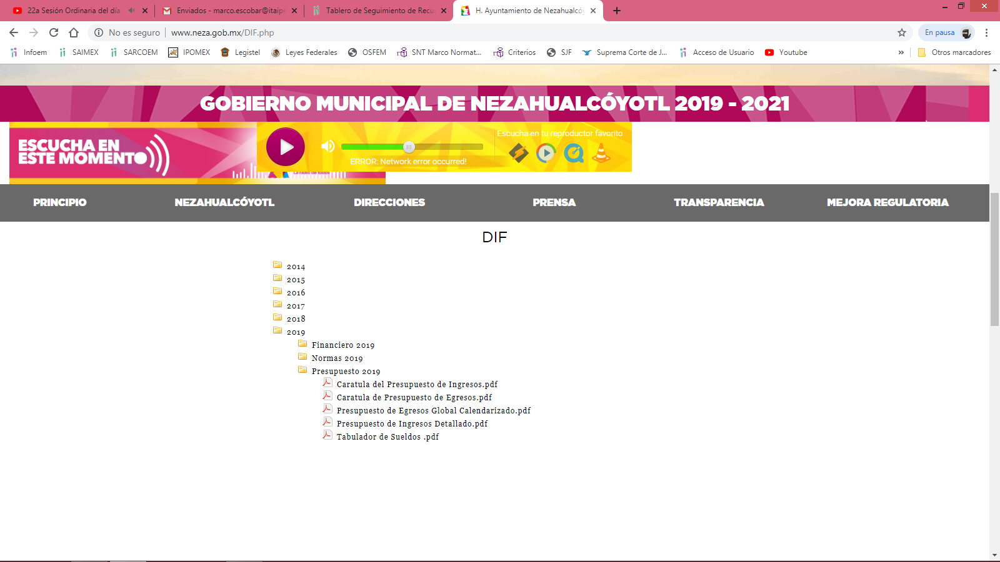 22a Sesión Ordinaria del día
Enviados - marco.escobar@itaipe
Tablero de Seguimiento de Recu
H. Ayuntamiento de Nezahualcóy
No es seguro
www.neza.gob.mx/DIF.php
En pausa
Infoem
SAIMEX
SARCOEM
IPOMEX
Legistel
Leyes Federales
OSFEM
SNT Marco Normat...
Criterios
SJF
Suprema Corte de J...
Acceso de Usuario
Youtube
»
Otros marcadores
GOBIERNO MUNICIPAL DE NEZAHUALCÓYOTL 2019 - 2021
ESCUCHA EN
ESTE MOMENTO
Escucha en tu reproductor favorito
ERROR: Network error occurred!
La radio de todos
PRINCIPIO
NEZAHUALCÓYOTL
DIRECCIONES
PRENSA
TRANSPARENCIA
MEJORA REGULATORIA
DIF
2014
2015
2016
2017
2018
2019
Financiero 2019
Normas 2019
Presupuesto 2019
Caratula del Presupuesto de Ingresos.pdf
Caratula de Presupuesto de Egresos.pdf
Presupuesto de Egresos Global Calendarizado.pdf
Presupuesto de Ingresos Detallado.pdf
Tabulador de Sueldos .pdf